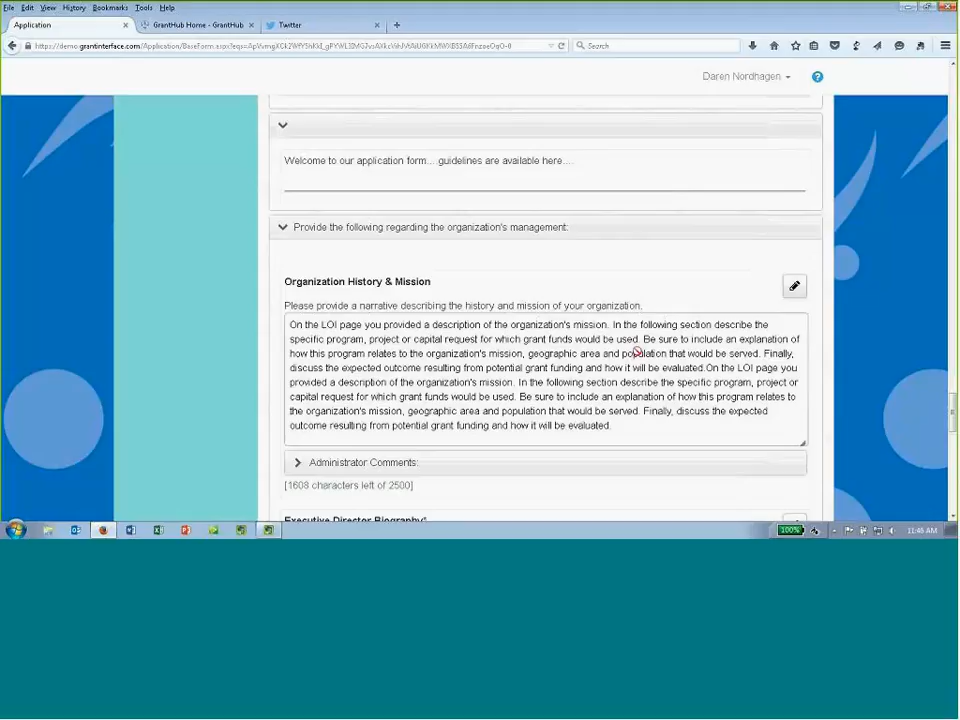 File Edit View History Bookmarks Tools Help
Application
GrantHub Home - GrantHub
Twitter
Search
Daren Nordhagen
Welcome to our application form....guidelines are available here....
Provide the following regarding the organization's management:
Organization History & Mission
Please provide a narrative describing the history and mission of your organization.
On the LOI page you provided a description of the organization's mission. In the following section describe the
specific program, project or capital request for which grant funds would be used. Be sure to include an explanation of
how this program relates to the organization's mission, geographic area and population that would be served. Finally,
discuss the expected outcome resulting from potential grant funding and how it will be evaluated.On the LOI page you
provided a description of the organization's mission. In the following section describe the specific program, project or
capital request for which grant funds would be used. Be sure to include an explanation of how this program relates to
the organization's mission, geographic area and population that would be served. Finally, discuss the expected
outcome resulting from potential grant funding and how it will be evaluated.
Administrator Comments:
[1608 characters left of 2500]
Executive Director Biography*
100%
11:46 AM